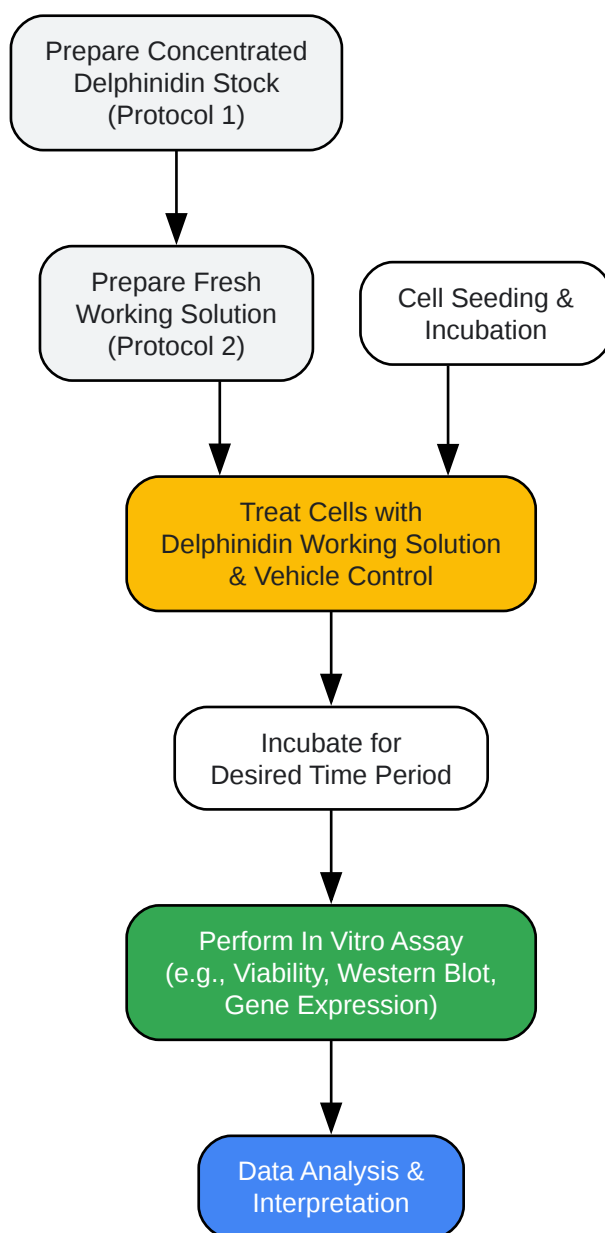 Prepare Concentrated
Delphinidin Stock
(Protocol 1)
Prepare Fresh
Working Solution
(Protocol 2)
Cell Seeding &
Incubation
Treat Cells with
Delphinidin Working Solution
& Vehicle Control
Incubate for
Desired Time Period
Perform In Vitro Assay
(e.g., Viability, Western Blot,
Gene Expression)
Data Analysis &
Interpretation